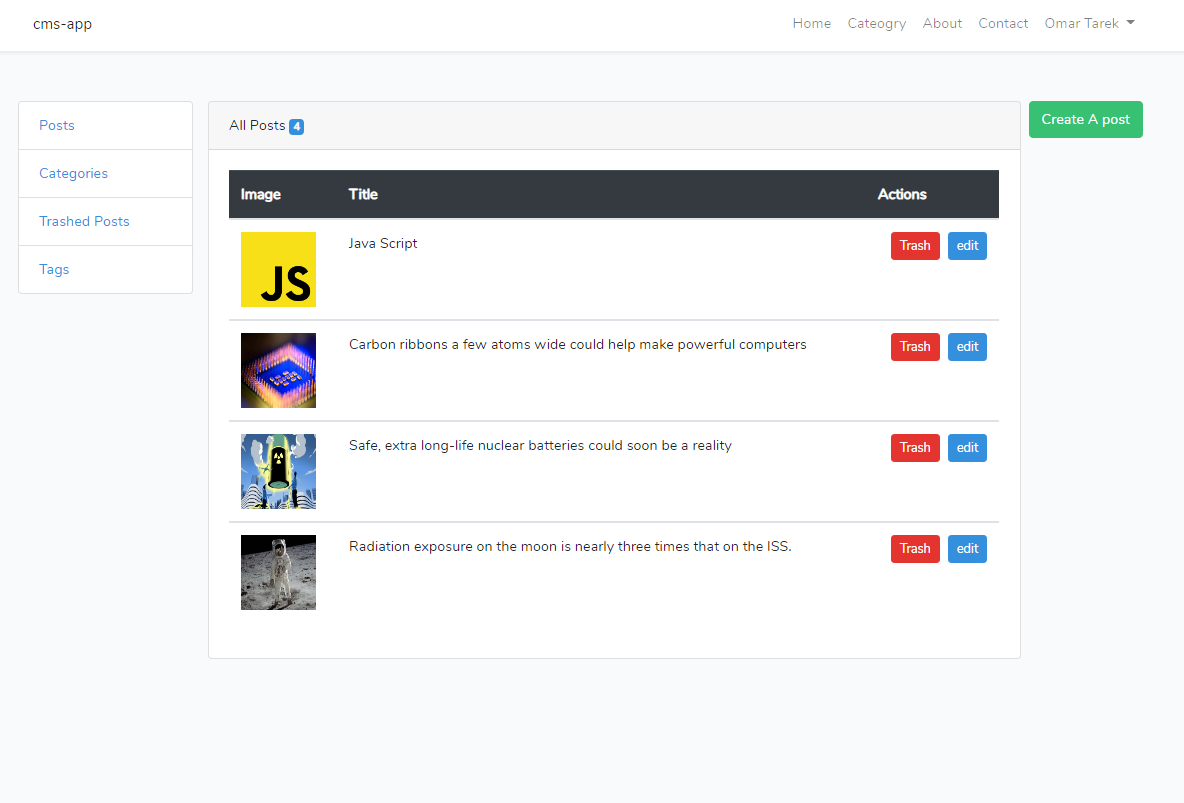 cms-app
Home Cateogry About Contact Omar Tarek
Posts
Categories
Trashed Posts
Tags
All Posts 4
Create A post
Image Title Actions
JS
Java Script Trash edit
Carbon ribbons a few atoms wide could help make powerful computers Trash edit
Safe, extra long-life nuclear batteries could soon be a reality Trash edit
Radiation exposure on the moon is nearly three times that on the ISS. Trash edit